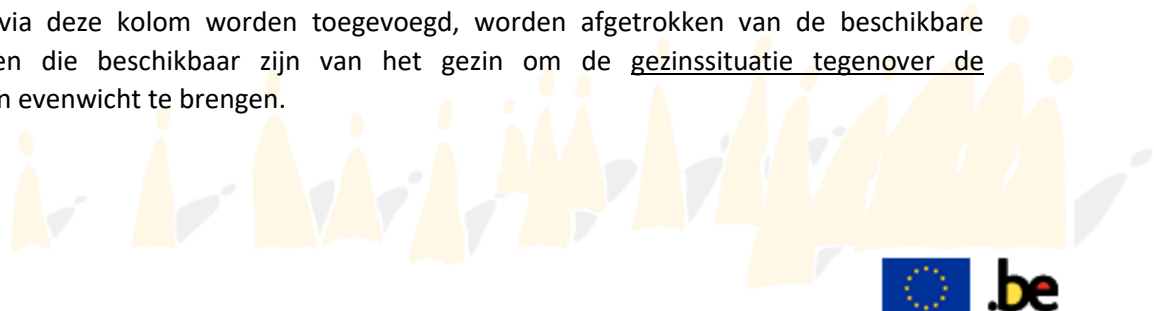 via deze kolom worden toegevoegd, worden afgetrokken van de beschikbare
die beschikbaar zijn van het gezin om de gezinssituatie tegenover de
evenwicht te brengen.
.be